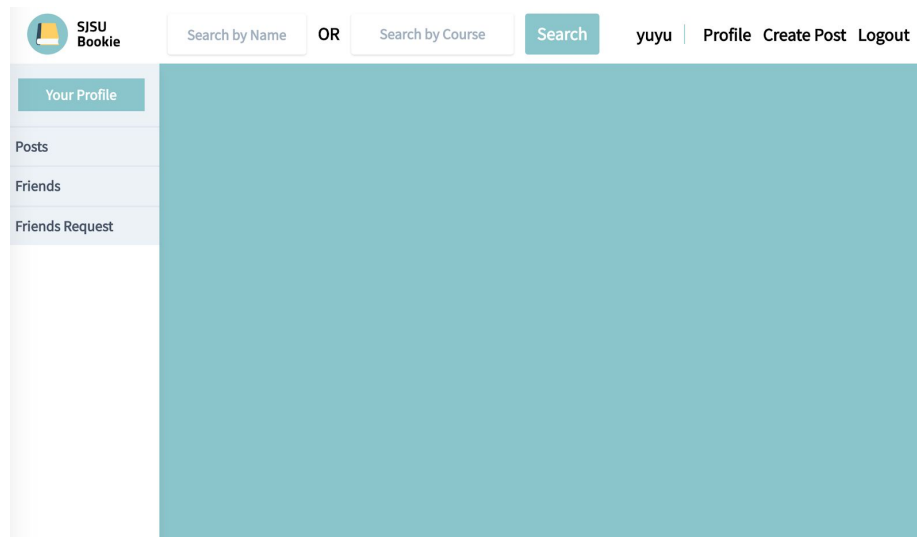 SJSU
Bookie
Search by Name OR Search by Course Search yuyu Profile Create Post Logout
Your Profile
Posts
Friends
Friends Request